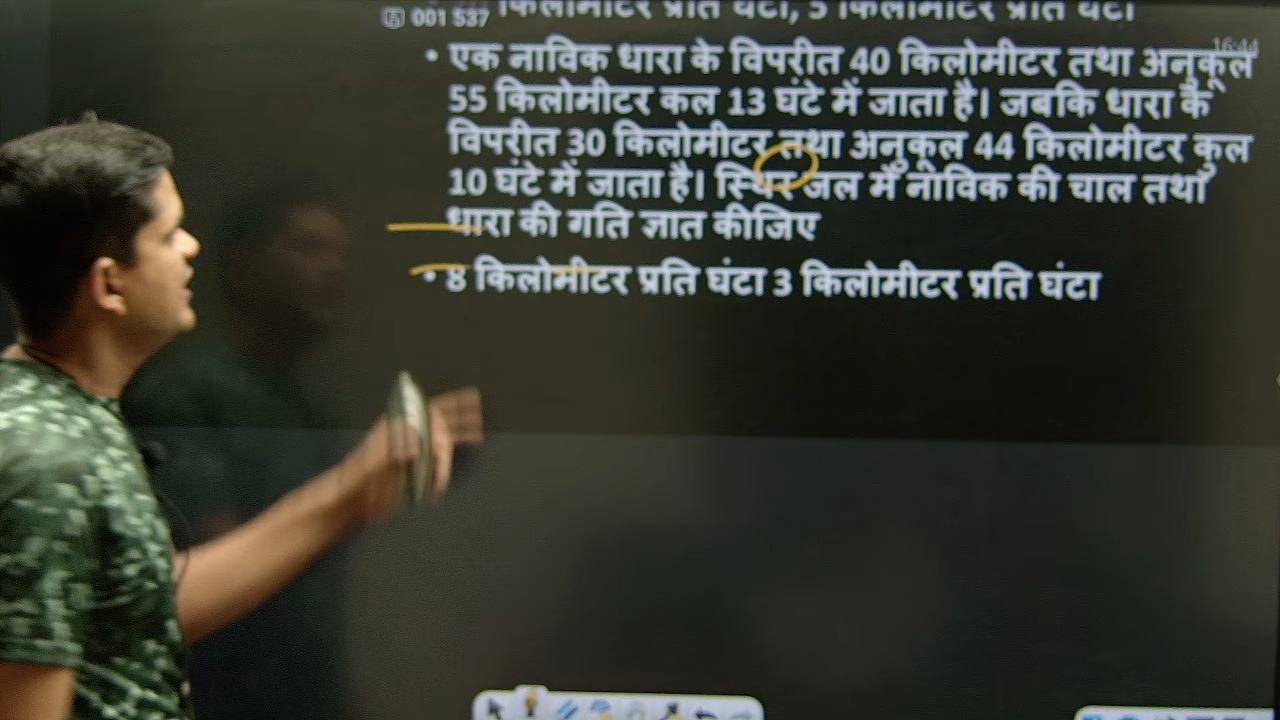 001 537
किलोमीटर प्रति घंटा, 5 किलोमीटर प्रति घंटा
16:44
• एक नाविक धारा के विपरीत 40 किलोमीटर तथा अनुकूल
55 किलोमीटर कल 13 घंटे में जाता है। जबकि धारा के
विपरीत 30 किलोमीटर तथा अनुकूल 44 किलोमीटर कुल
10 घंटे में जाता है। स्थिर जल में नाविक की चाल तथा
धारा की गति ज्ञात कीजिए
• 8 किलोमीटर प्रति घंटा 3 किलोमीटर प्रति घंटा